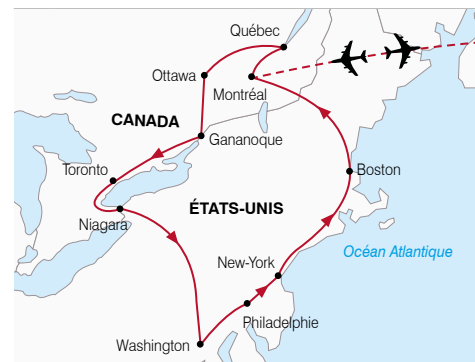 Québec
Ottawa
Montréal
CANADA
Gananoque
Toronto
Boston
ÉTATS-UNIS
Niagara
Océan Atlantique
New-York
Philadelphie
Washington